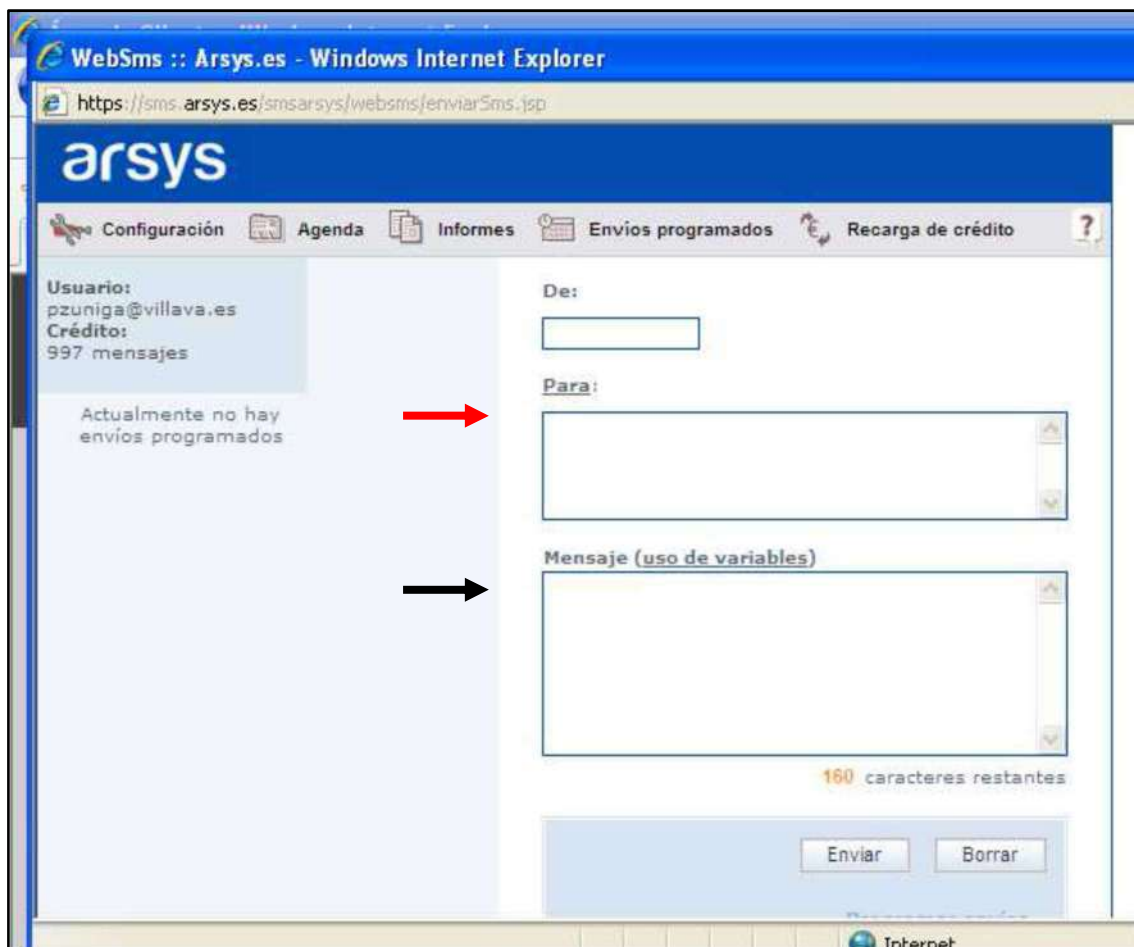 WebSms :: Arsys.es - Windows Internet Explorer
https://sms.arsys.es/smsarsys/websms/enviarSms.jsp
arsys
Configuración Agenda Informes Envíos programados Recarga de crédito ?
Usuario:
pzuniga@villava.es
Crédito:
997 mensajes
Actualmente no hay
envíos programados
De:
Para:
Mensaje (uso de variables)
160 caracteres restantes
Enviar Borrar
Internet